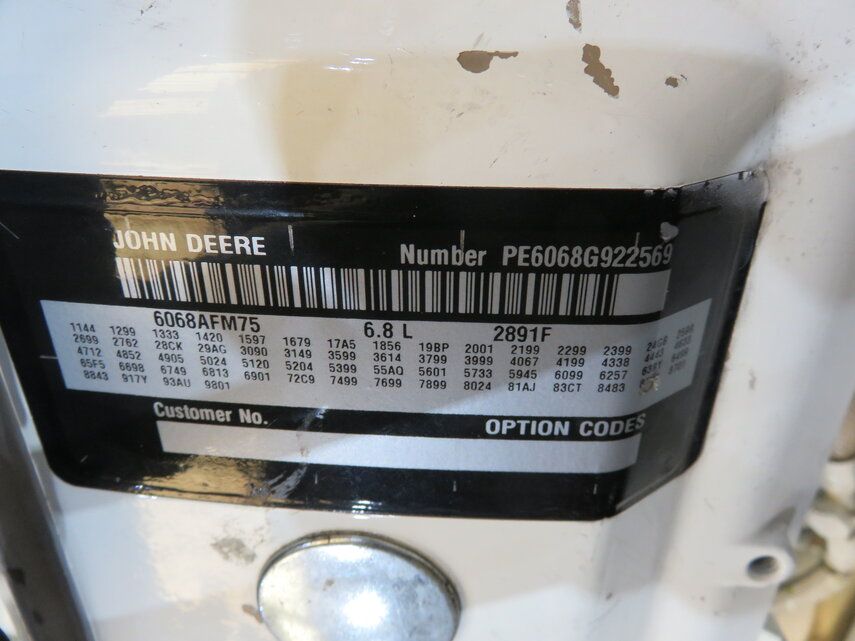 JOHN DEERE Number PE6068G922569
6068AFM75 6.8 L 2891F
1144 1299 1333 1420 1597 1679 17A5 1856 19BP 2001 2199 2299 2399 24GB
2699 2762 28CK 29AG 3090 3149 3599 3614 3799 3999 4067 4199 4338 4443
4712 4852 4905 5024 5120 5204 5399 55AQ 5601 5733 5945 6099 6257
65F5 6698 6749 6813 6901 72C9 7499 7699 7899 8024 81AJ 83CT 8483
8843 917Y 93AU 9801
Customer No. OPTION CODES